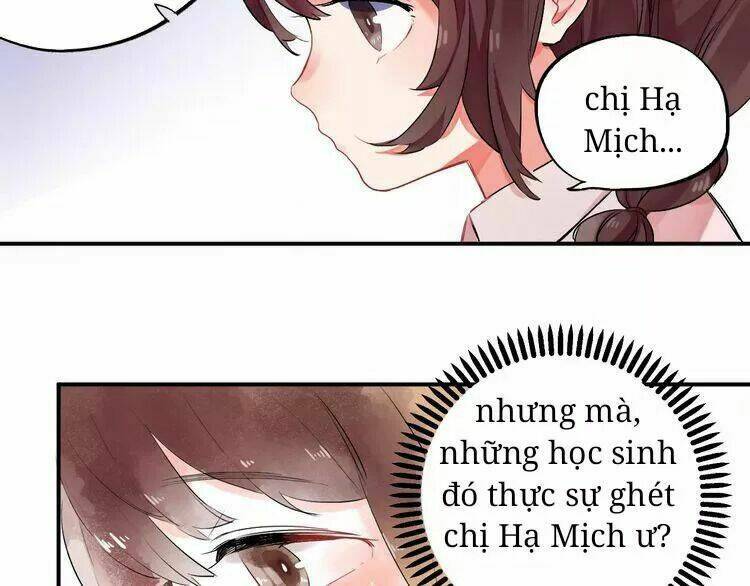 chị Hạ
Mịch...
nhưng mà,
những học sinh
đó thực sự ghét
chị Hạ Mịch ư?